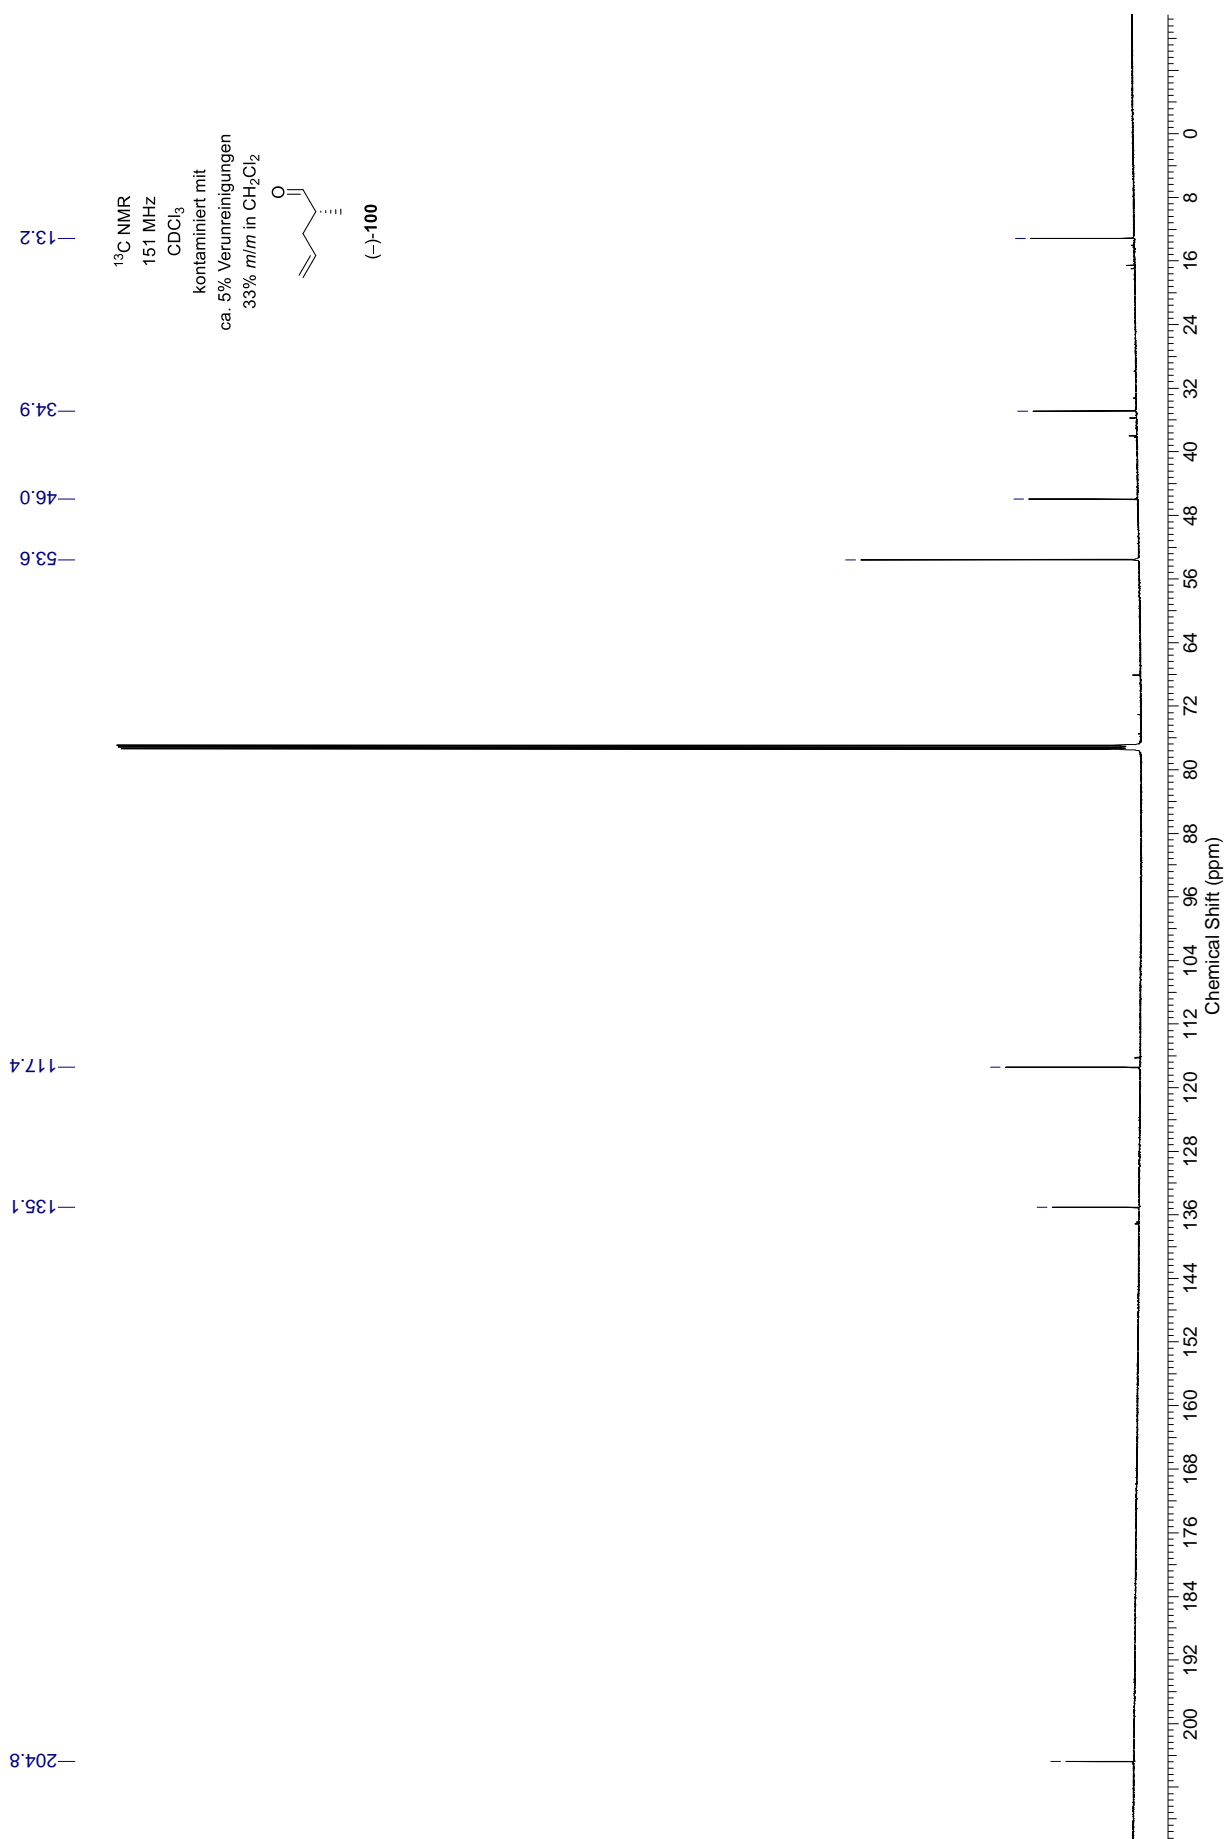 204.8
135.1
117.4
53.6
46.0
34.9
13.2
¹³C NMR
151 MHz
CDCl₃
kontaminiert mit
ca. 5% Verunreinigungen
33% m/m in CH₂Cl₂
O
(–)-100
200 192 184 176 168 160 152 144 136 128 120 112 104 96 88 80 72 64 56 48 40 32 24 16 8 0
Chemical Shift (ppm)